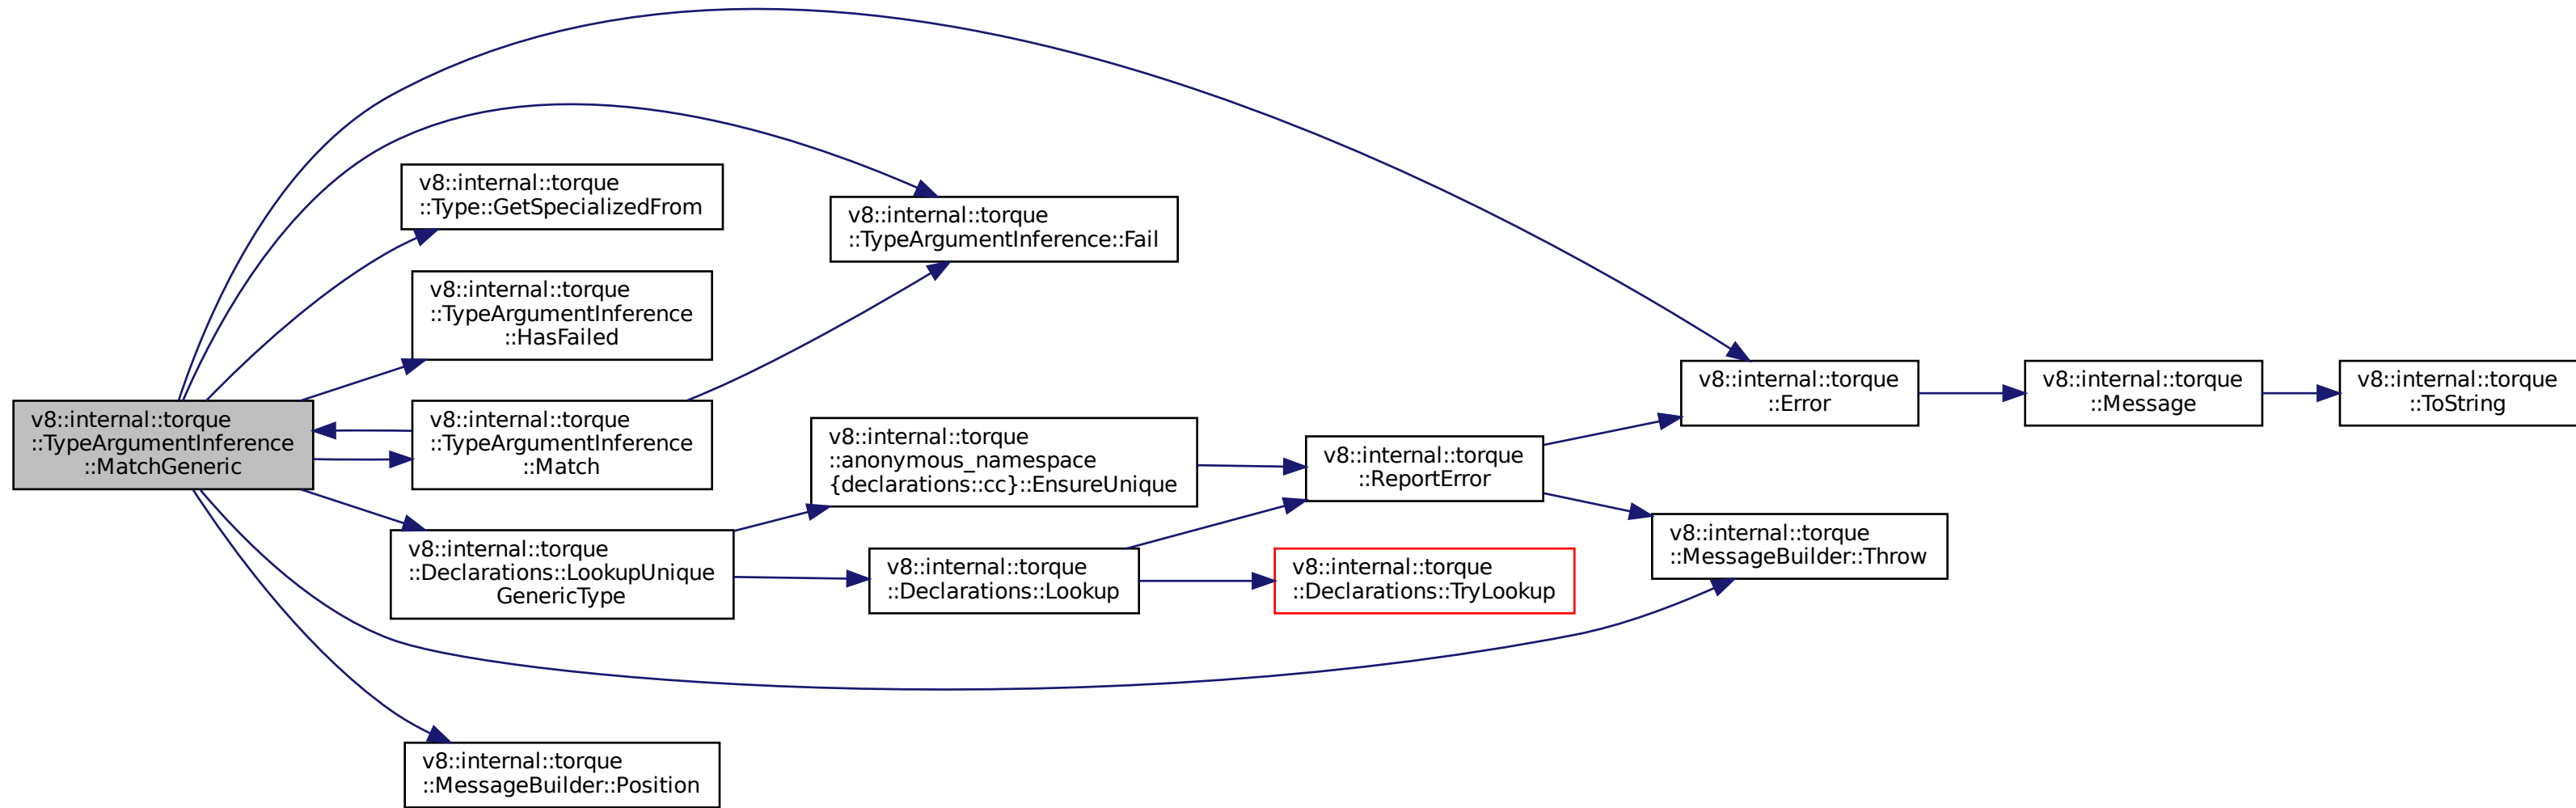 v8::internal::torque
::TypeArgumentInference
::MatchGeneric
v8::internal::torque
::Type::GetSpecializedFrom
v8::internal::torque
::TypeArgumentInference
::HasFailed
v8::internal::torque
::TypeArgumentInference
::Match
v8::internal::torque
::Declarations::LookupUnique
GenericType
v8::internal::torque
::MessageBuilder::Position
v8::internal::torque
::TypeArgumentInference::Fail
v8::internal::torque
::anonymous_namespace
{declarations::cc}::EnsureUnique
v8::internal::torque
::Declarations::Lookup
v8::internal::torque
::ReportError
v8::internal::torque
::Declarations::TryLookup
v8::internal::torque
::Error
v8::internal::torque
::MessageBuilder::Throw
v8::internal::torque
::Message
v8::internal::torque
::ToString